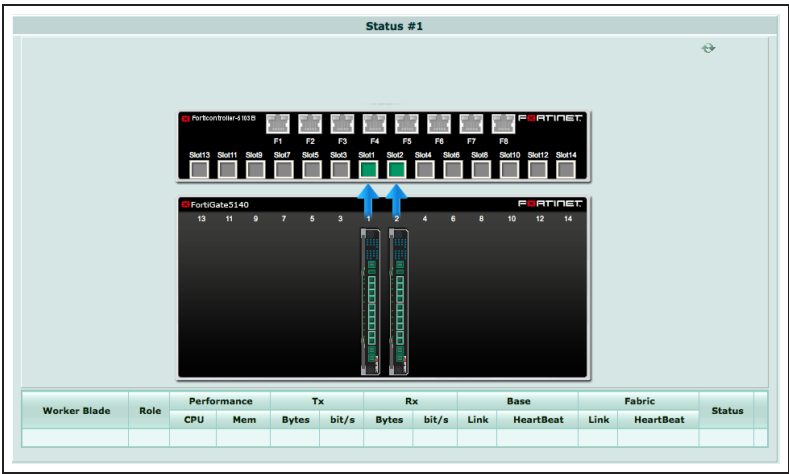 Status #1
Forticontroller-5103B FORTINET
F1 F2 F3 F4 F5 F6 F7 F8
Slot13 Slot11 Slot9 Slot7 Slot5 Slot3 Slot1 Slot2 Slot4 Slot6 Slot8 Slot10 Slot12 Slot14
FortiGate5140 FORTINET
13 11 9 7 5 3 1 2 4 6 8 10 12 14
Worker Blade Role Performance Tx Rx Base Fabric Status
CPU Mem Bytes bit/s Bytes bit/s Link HeartBeat Link HeartBeat